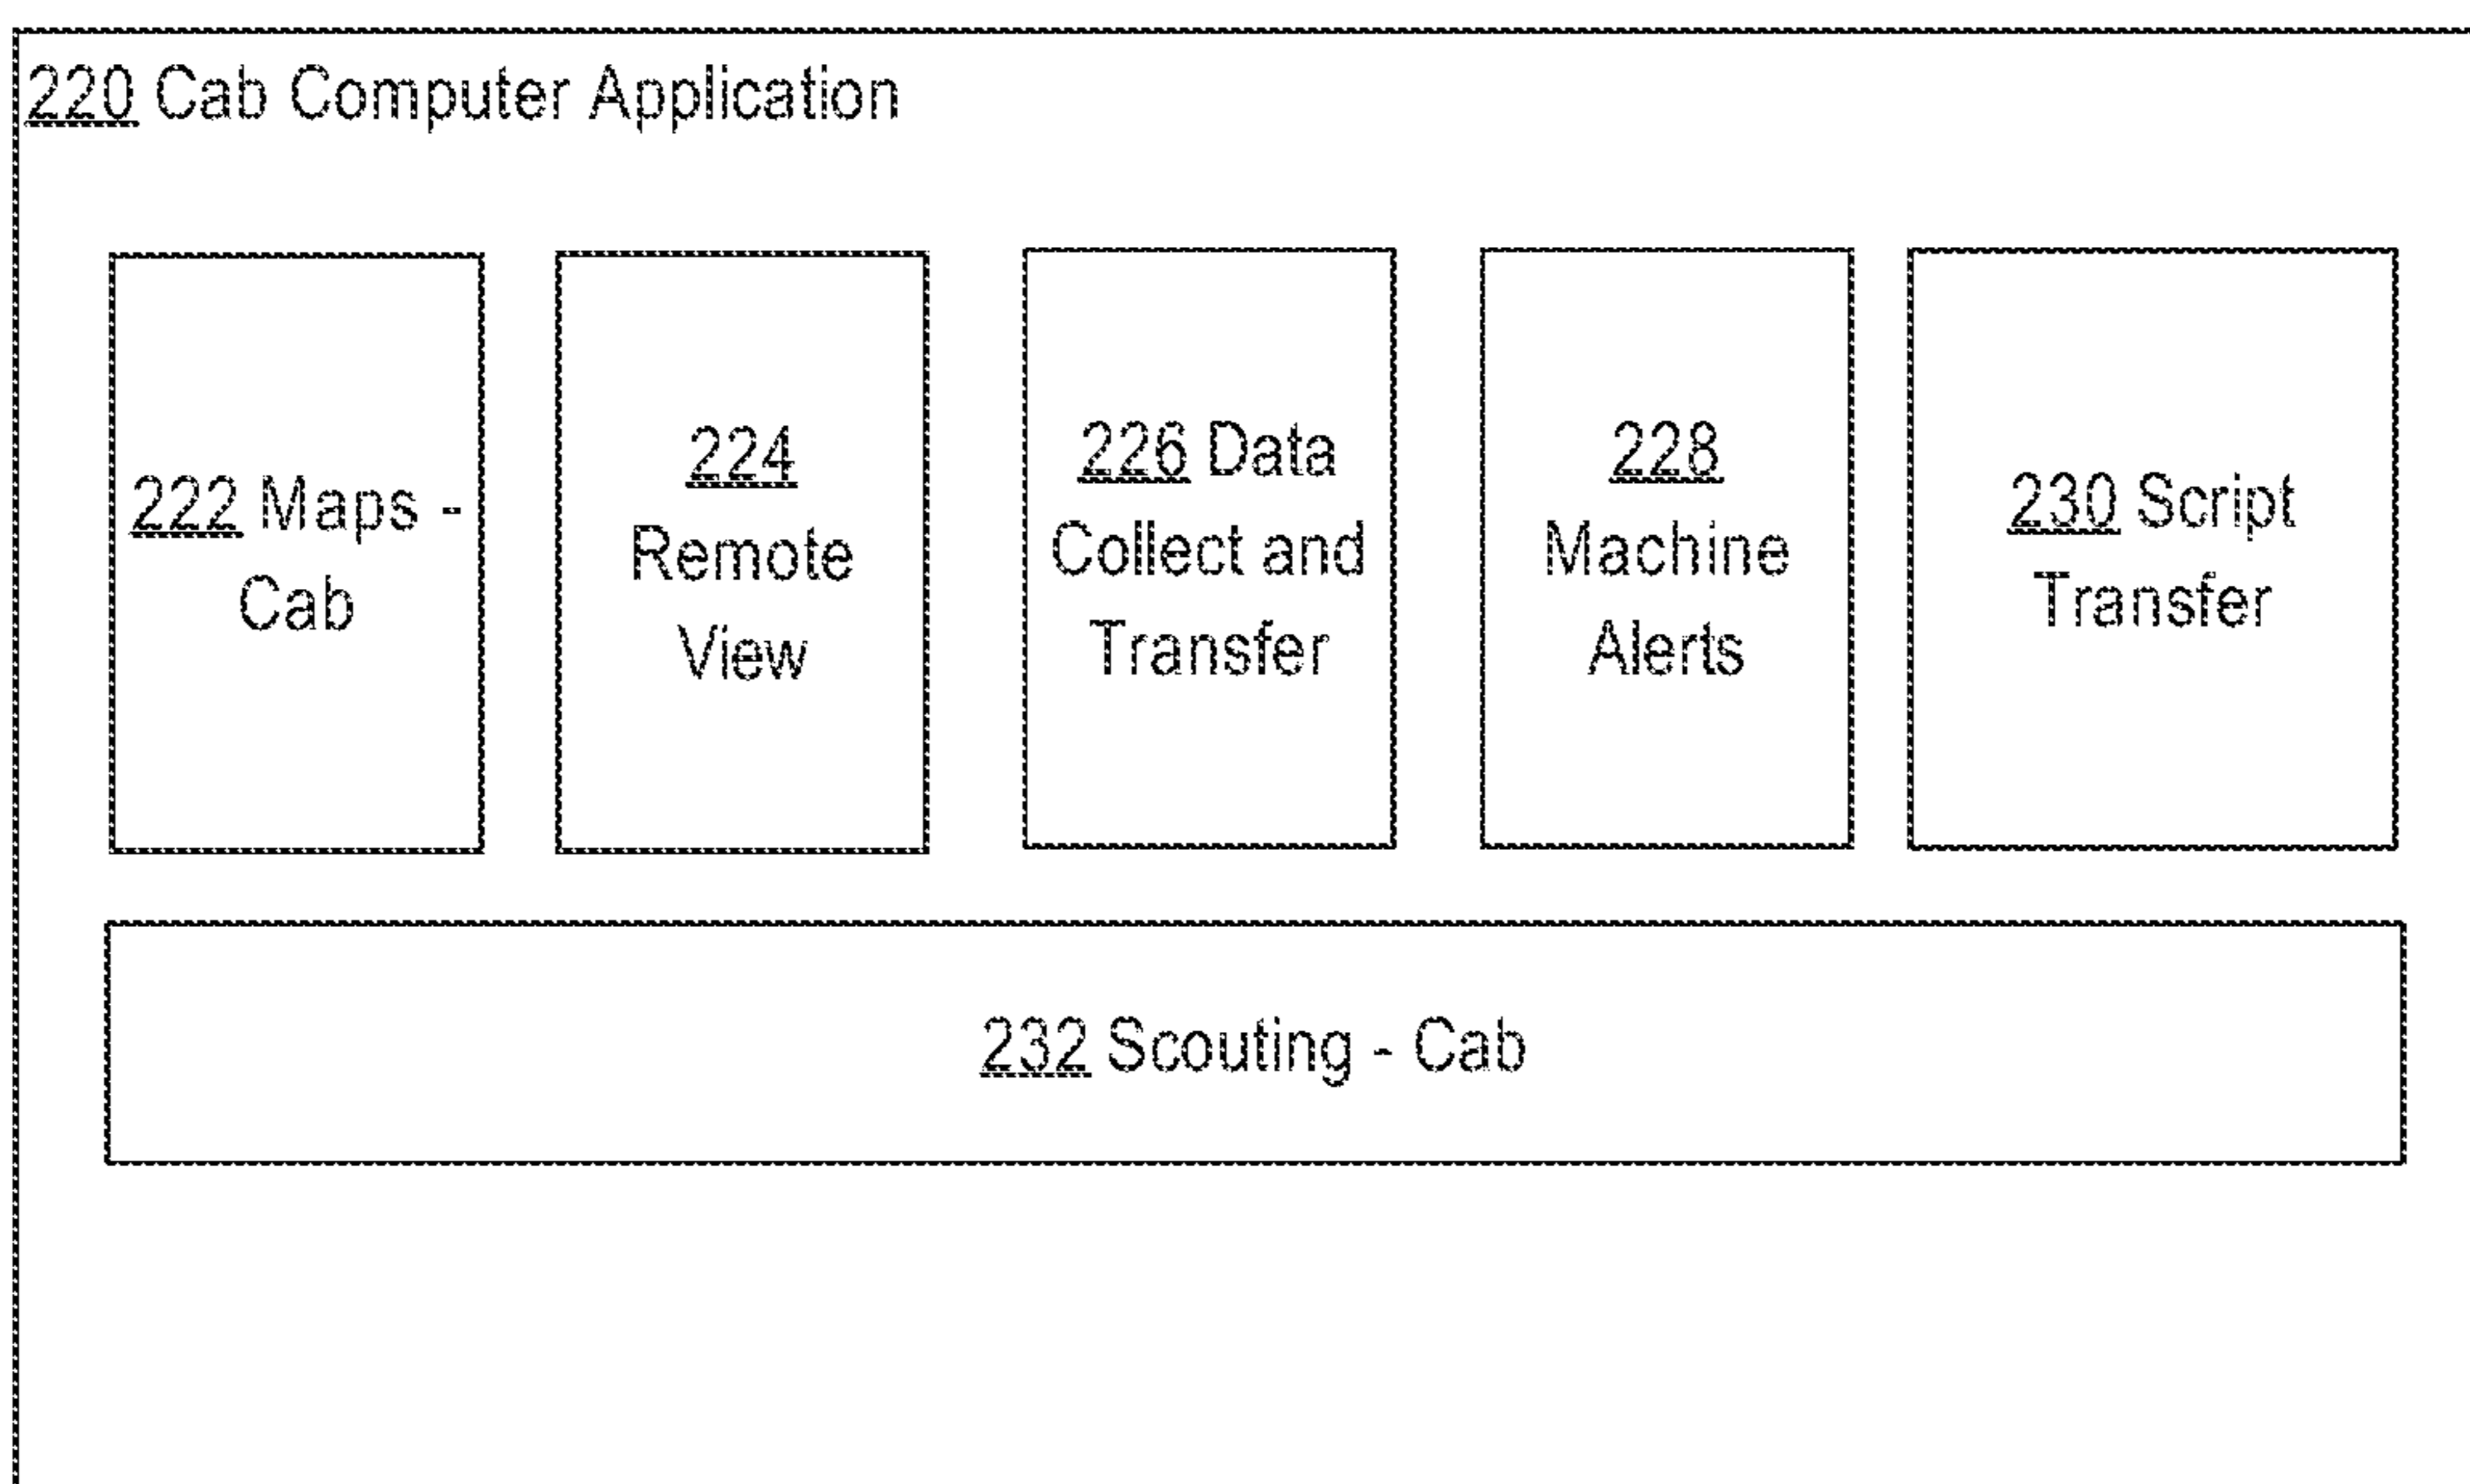 220 Cab Computer Application
222 Maps -
Cab
224
Remote
View
226 Data
Collect and
Transfer
228
Machine
Alerts
230 Script
Transfer
232 Scouting - Cab